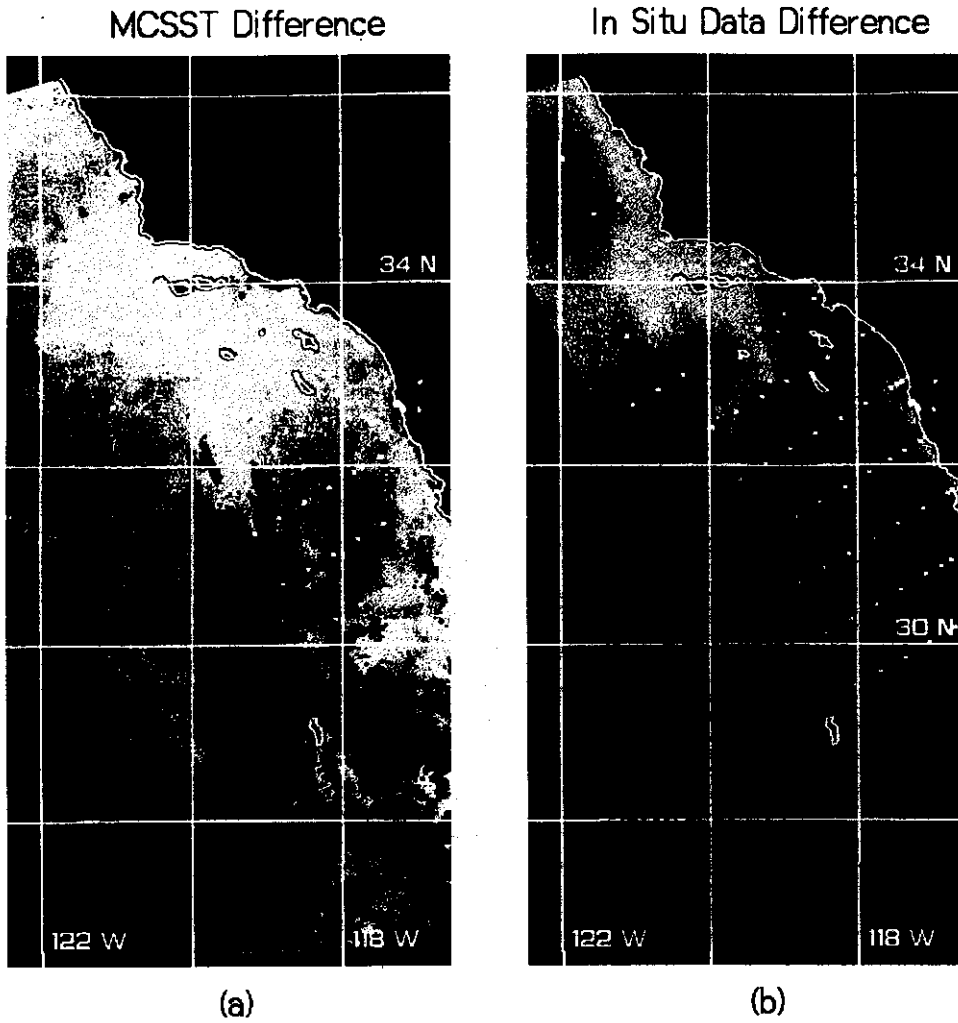 MCSST Difference
In Situ Data Difference
34 N
34 N
30 N
122 W
118 W
122 W
118 W
(a)
(b)